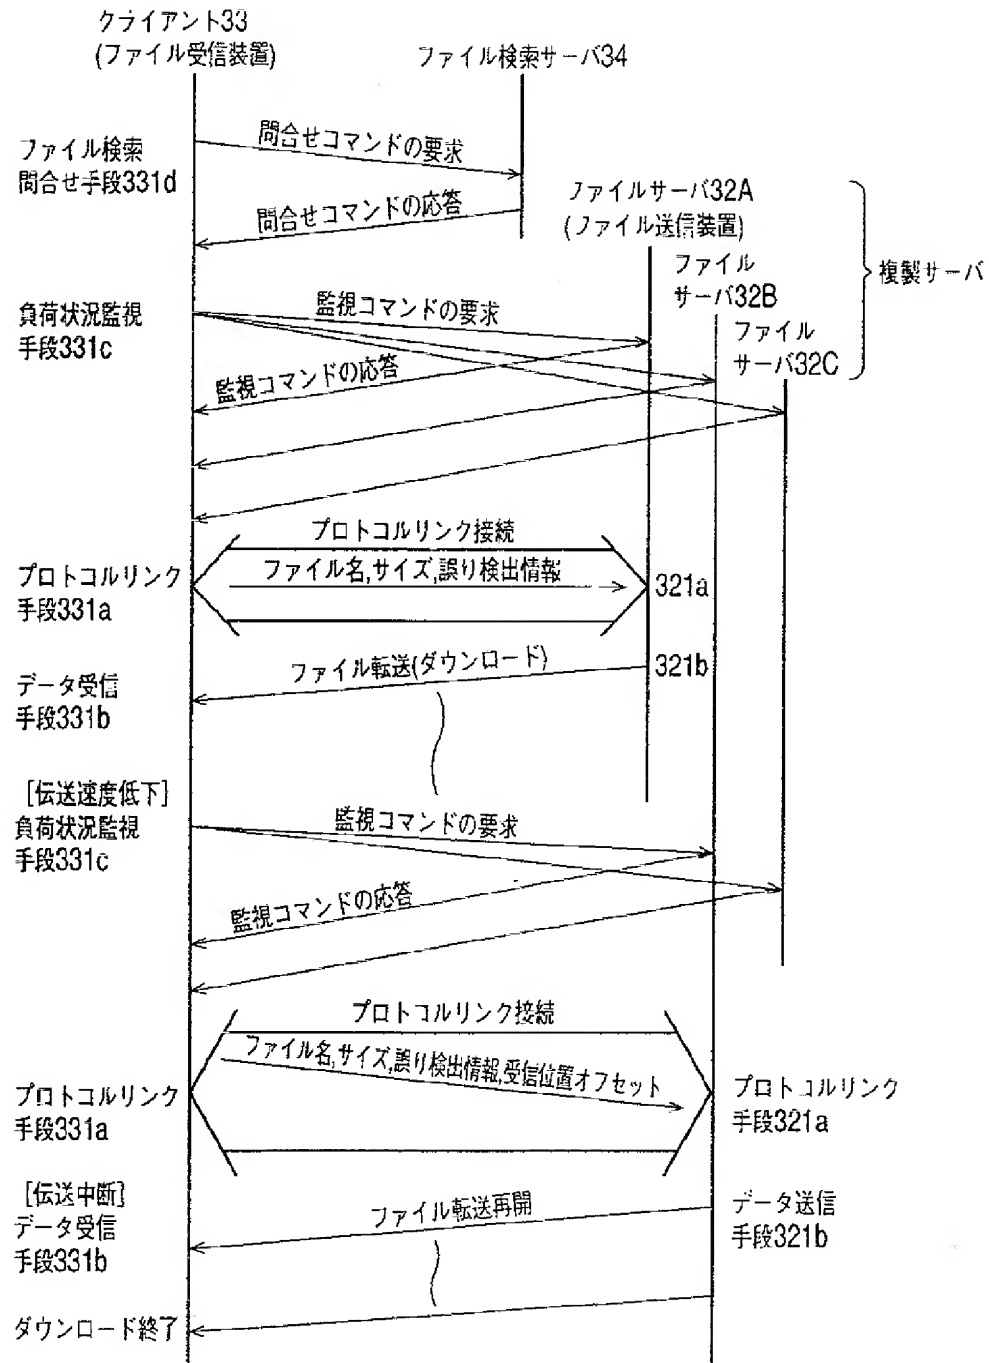 クライアント33
(ファイル受信装置)
ファイル検索サーバ34
問合せコマンドの要求
ファイル検索
問合せ手段331d
問合せコマンドの応答
ファイルサーバ32A
(ファイル送信装置)
ファイル
サーバ32B
複製サーバ
監視コマンドの要求
負荷状況監視
手段331c
ファイル
サーバ32C
監視コマンドの応答
プロトコルリンク接続
ファイル名,サイズ,誤り検出情報
プロトコルリンク
手段331a
321a
ファイル転送(ダウンロード)
321b
データ受信
手段331b
[伝送速度低下]
負荷状況監視
手段331c
監視コマンドの要求
監視コマンドの応答
プロトコルリンク接続
ファイル名,サイズ,誤り検出情報,受信位置オフセット
プロトコルリンク
手段331a
プロトコルリンク
手段321a
[伝送中断]
データ受信
手段331b
ファイル転送再開
データ送信
手段321b
ダウンロード終了